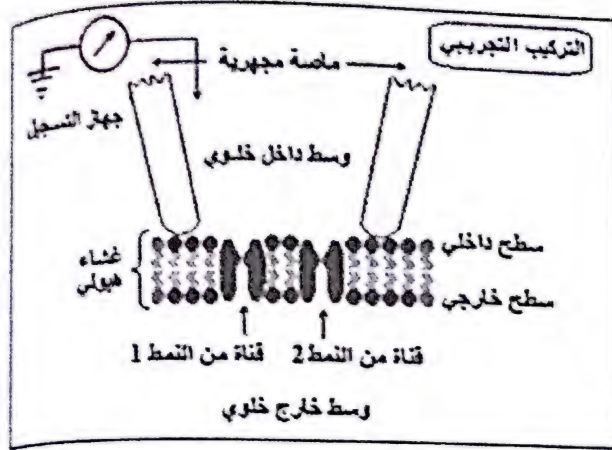 التركيب التجريبي
ماصة مجهرية
جهاز التسجيل
وسط داخل خلوي
سطح داخلي
غشاء
هيولي
سطح خارجي
قناة من النمط 2
قناة من النمط 1
وسط خارج خلوي